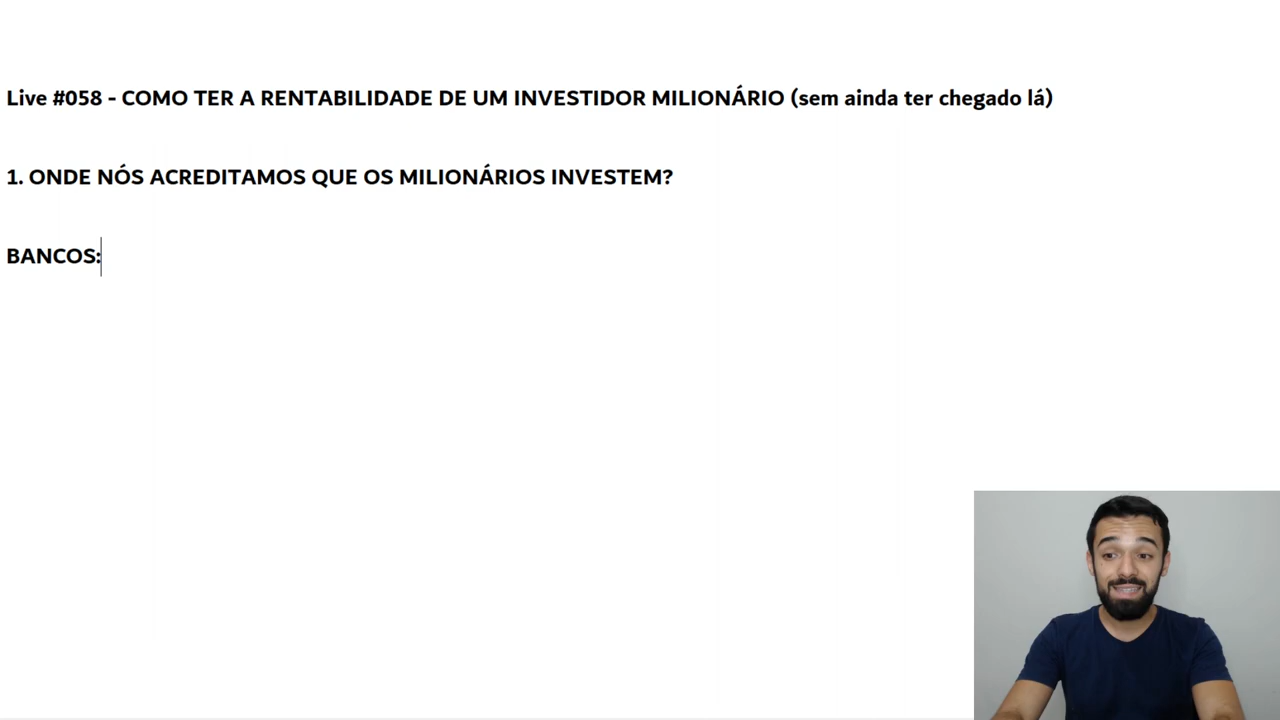 Live #058 - COMO TER A RENTABILIDADE DE UM INVESTIDOR MILIONÁRIO (sem ainda ter chegado lá)
1. ONDE NÓS ACREDITAMOS QUE OS MILIONÁRIOS INVESTEM?
BANCOS: